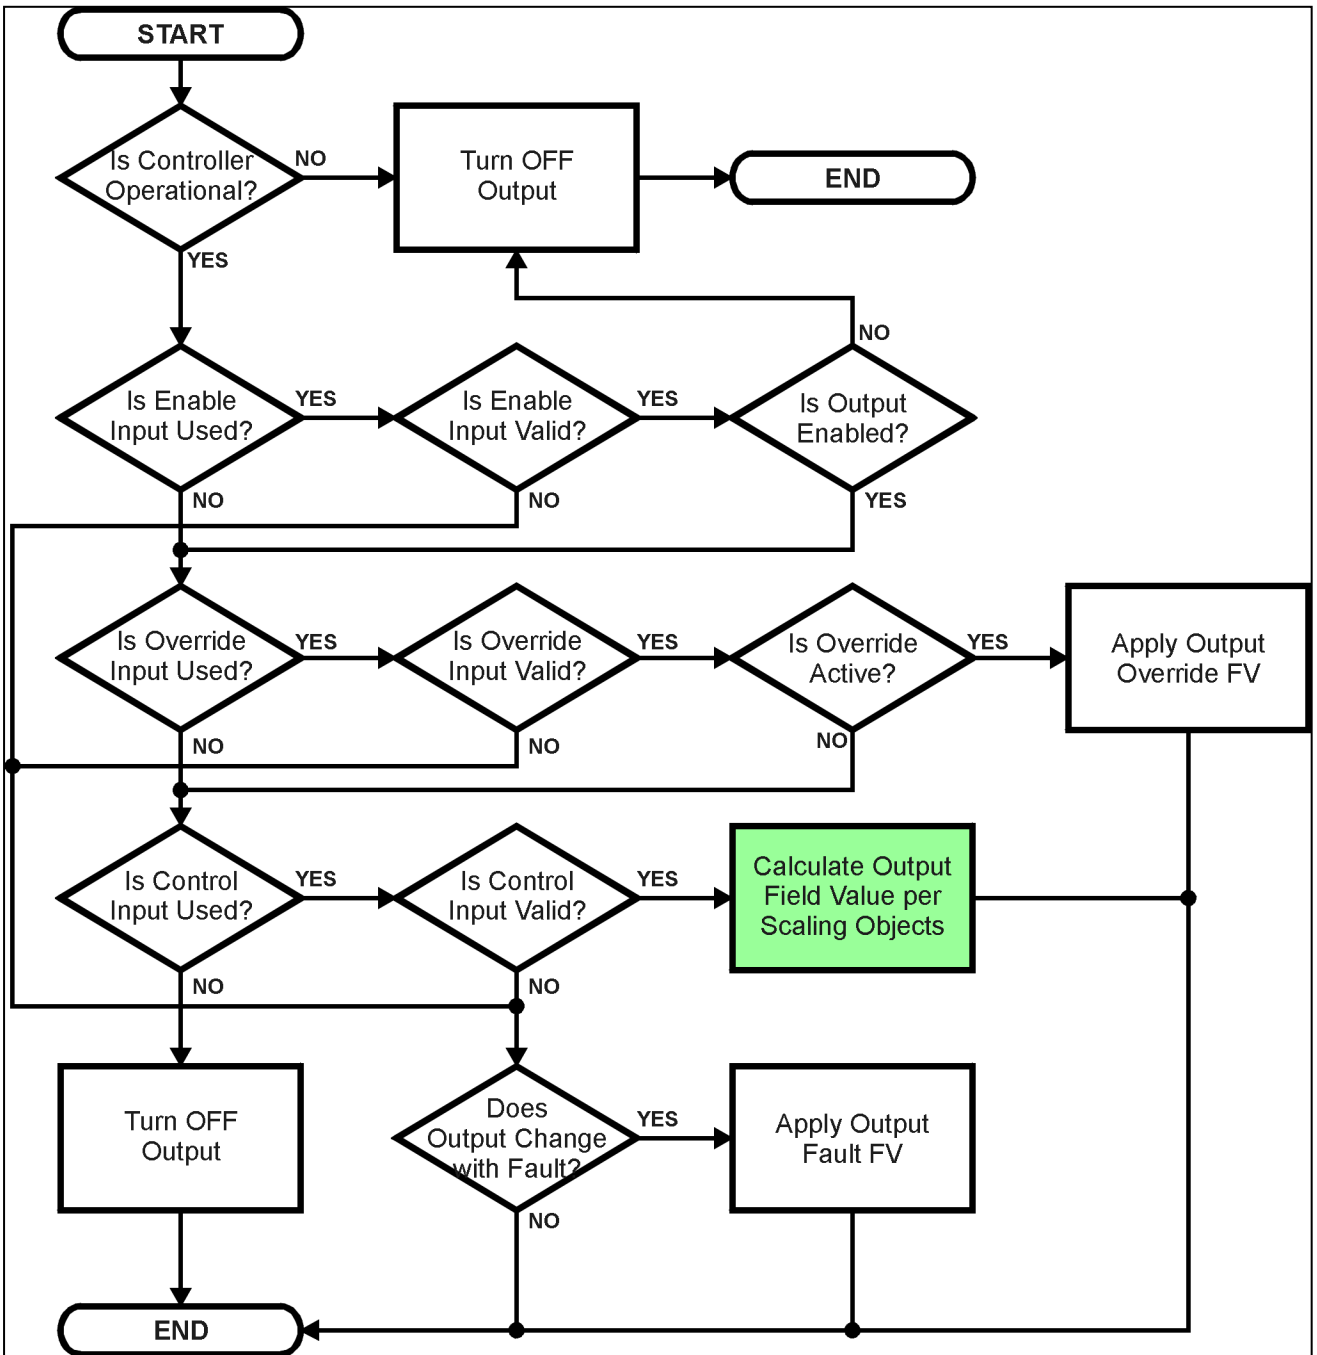 START
Is Controller
Operational?
NO
Turn OFF
Output
END
YES
NO
Is Enable
Input Used?
YES
Is Enable
Input Valid?
YES
Is Output
Enabled?
NO
NO
YES
Is Override
Input Used?
YES
Is Override
Input Valid?
YES
Is Override
Active?
YES
Apply Output
Override FV
NO
NO
NO
Is Control
Input Used?
YES
Is Control
Input Valid?
YES
Calculate Output
Field Value per
Scaling Objects
NO
NO
Turn OFF
Output
Does
Output Change
with Fault?
YES
Apply Output
Fault FV
NO
END